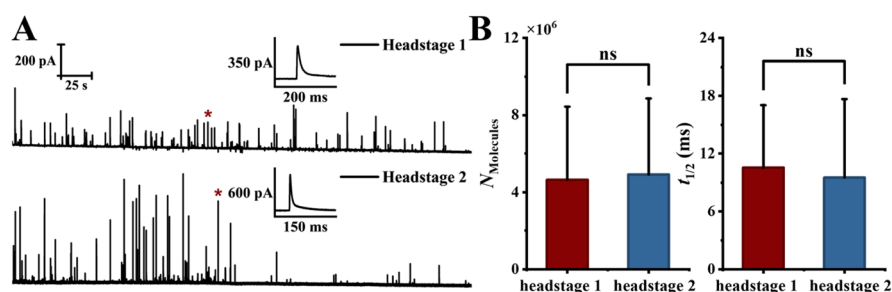 A
200 pA
25 s
350 pA
200 ms
Headstage 1
*
600 pA
150 ms
Headstage 2
*
B
×10⁶
12
8
4
0
N_Molecules
ns
headstage 1 headstage 2
24
18
12
6
0
t_1/2 (ms)
ns
headstage 1 headstage 2